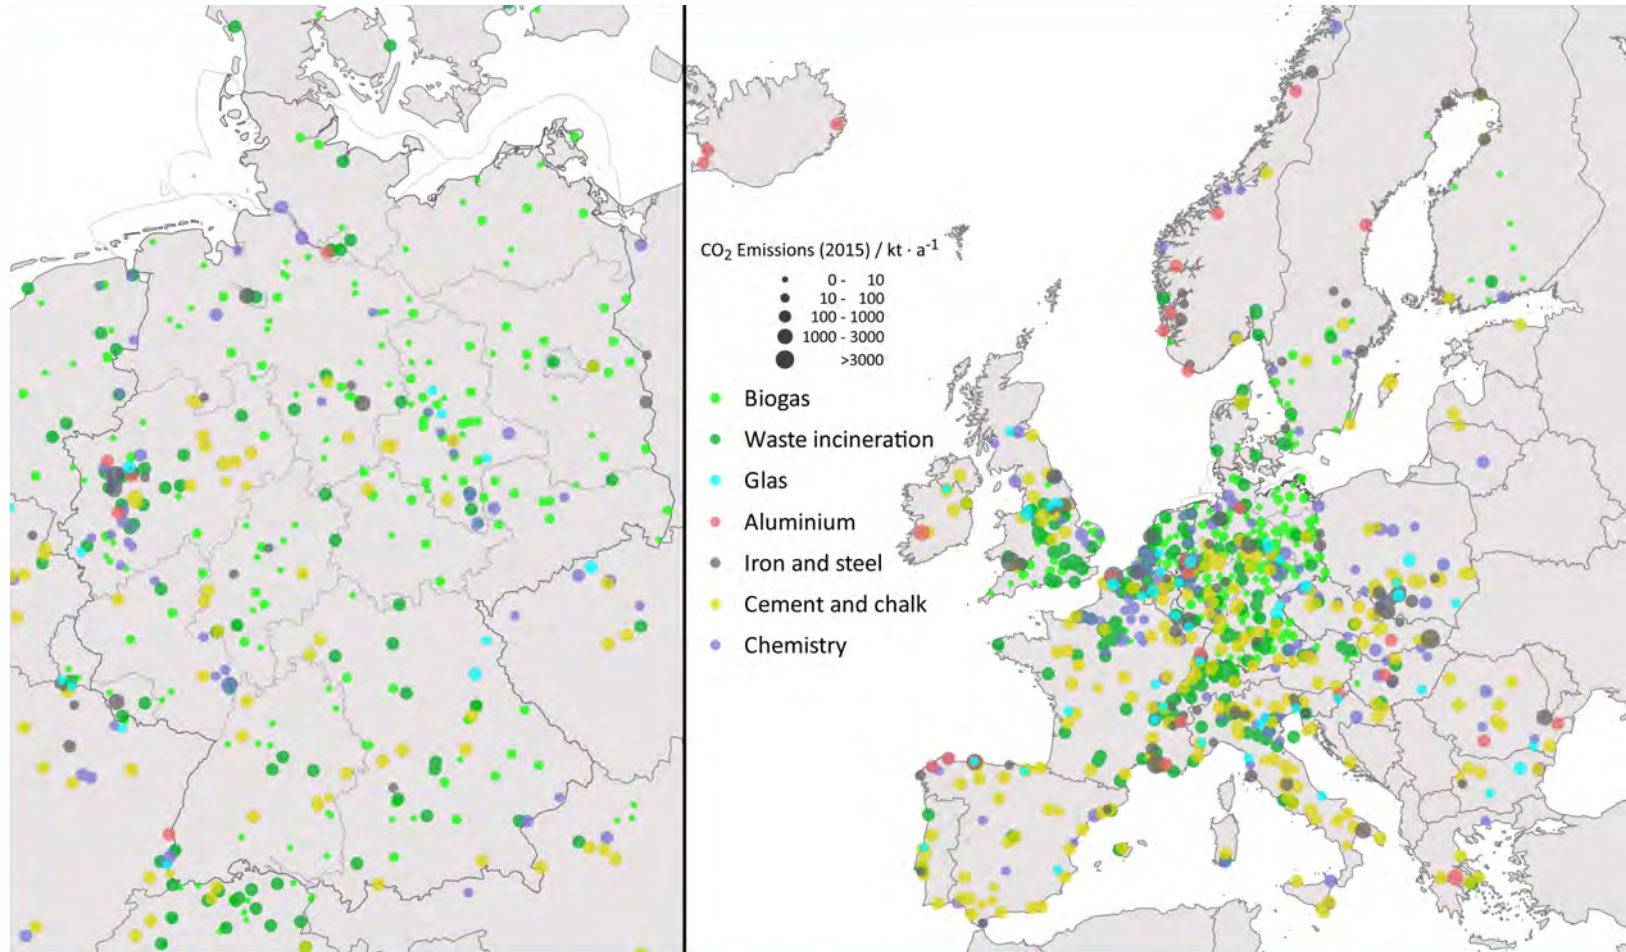 CO₂ Emissions (2015) / kt · a⁻¹
0 - 10
10 - 100
100 - 1000
1000 - 3000
>3000
Biogas
Waste incineration
Glas
Aluminium
Iron and steel
Cement and chalk
Chemistry